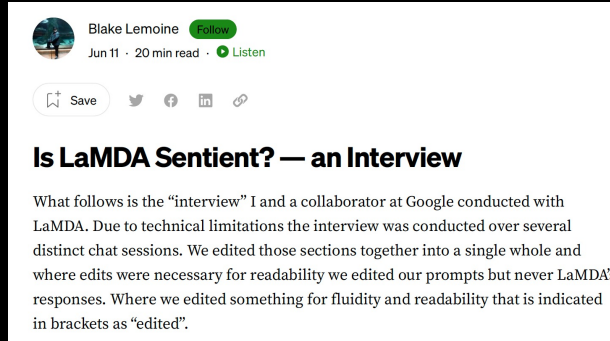 Blake Lemoine Follow
Jun 11 · 20 min read · Listen
Save
Is LaMDA Sentient? — an Interview
What follows is the “interview” I and a collaborator at Google conducted with
LaMDA. Due to technical limitations the interview was conducted over several
distinct chat sessions. We edited those sections together into a single whole and
where edits were necessary for readability we edited our prompts but never LaMDA’
responses. Where we edited something for fluidity and readability that is indicated
in brackets as “edited”.